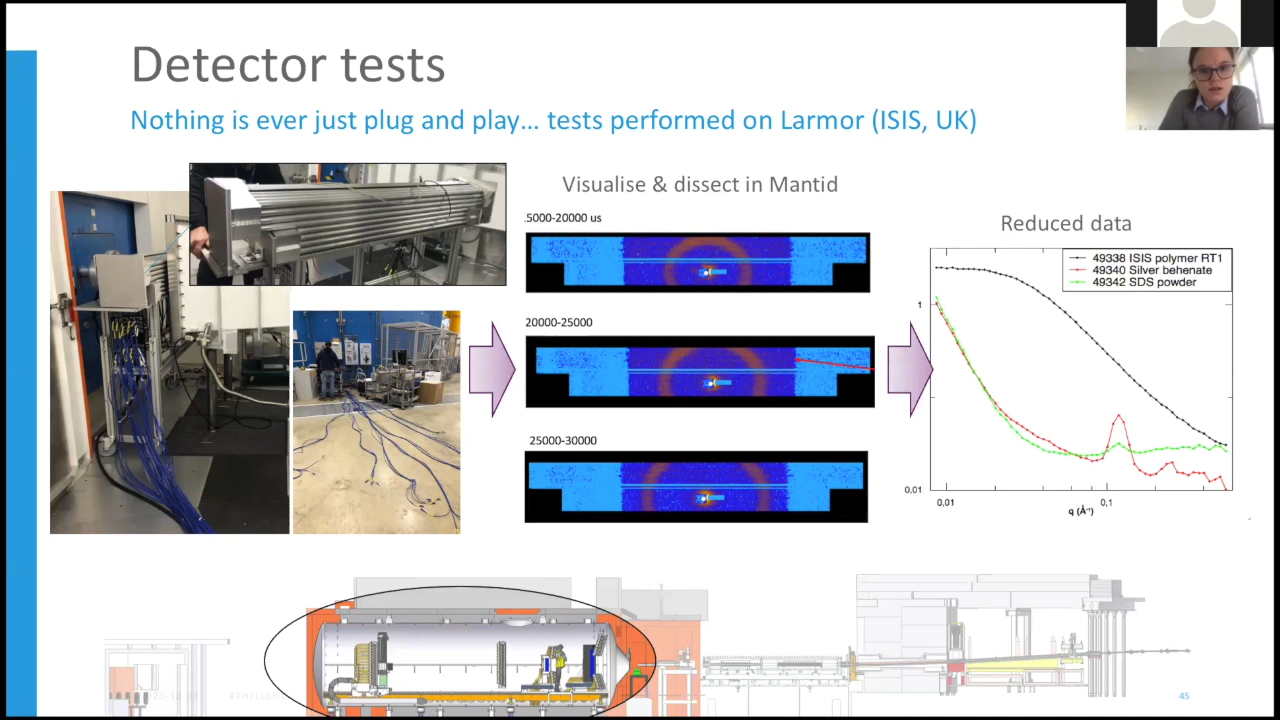 Detector tests
Nothing is ever just plug and play... tests performed on Larmor (ISIS, UK)
Visualise & dissect in Mantid
.5000-20000 us
20000-25000
25000-30000
Reduced data
49338 ISIS polymer RT1
49340 Silver behenate
49342 SDS powder
1
0.01
0,01
0,1
q (Å⁻¹)
45